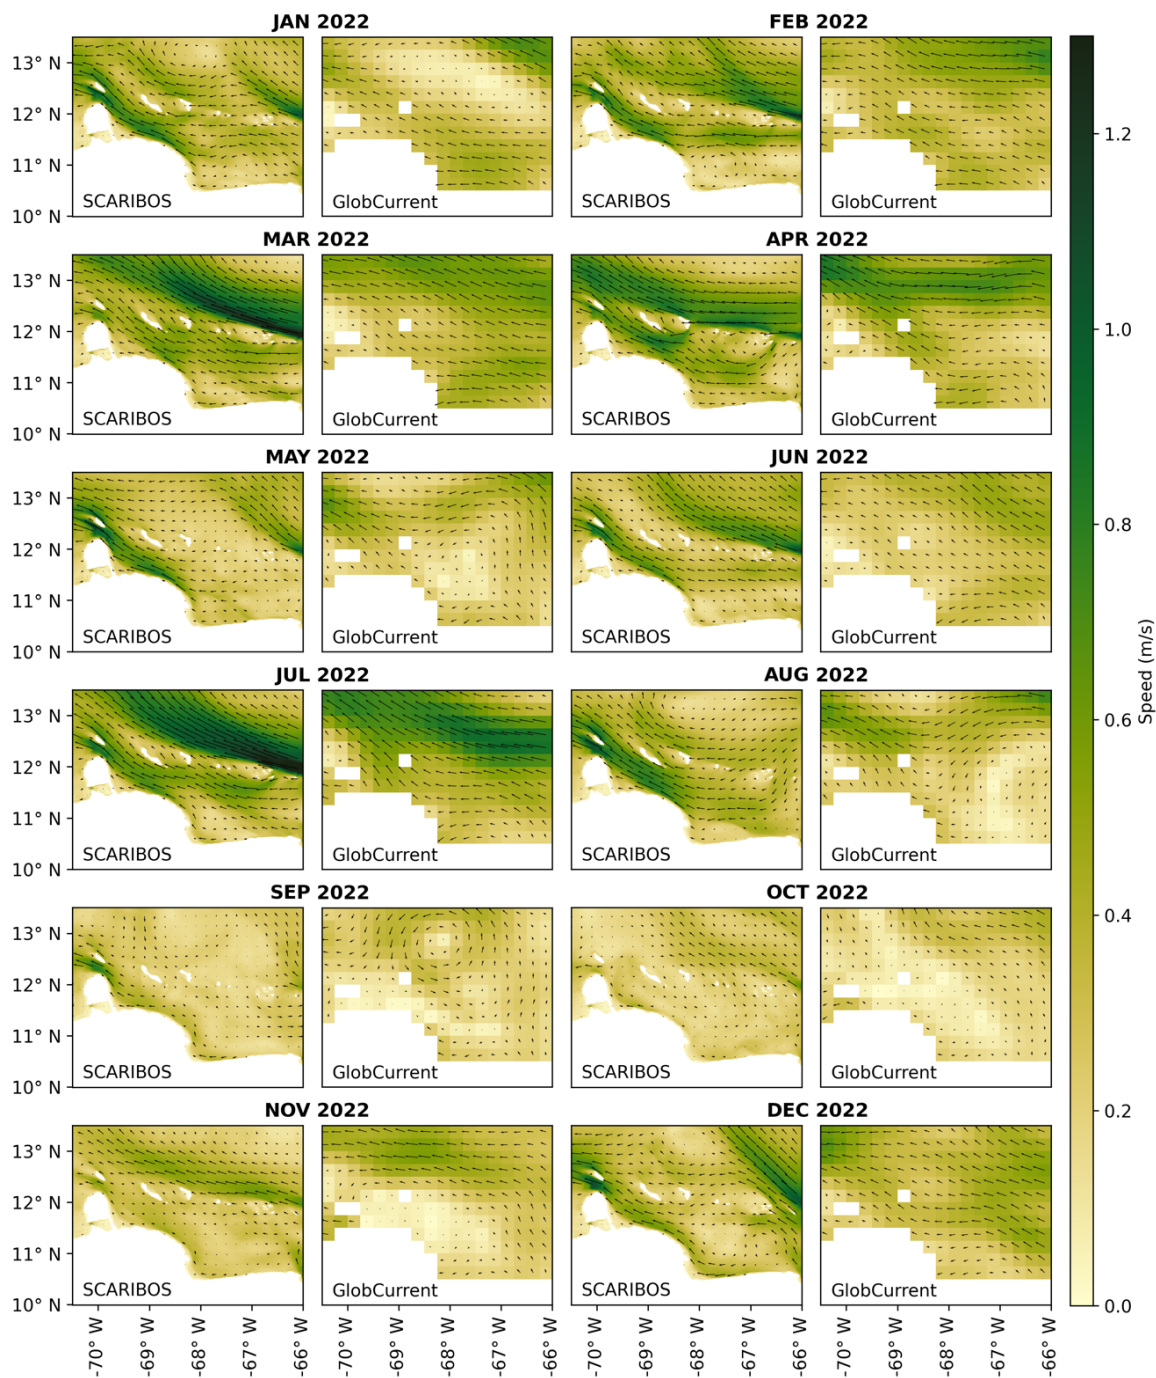 JAN 2022 FEB 2022
13° N
12° N
11° N
10° N
SCARIBOS GlobCurrent SCARIBOS GlobCurrent
MAR 2022 APR 2022
13° N
12° N
11° N
10° N
SCARIBOS GlobCurrent SCARIBOS GlobCurrent
MAY 2022 JUN 2022
13° N
12° N
11° N
10° N
SCARIBOS GlobCurrent SCARIBOS GlobCurrent
JUL 2022 AUG 2022
13° N
12° N
11° N
10° N
SCARIBOS GlobCurrent SCARIBOS GlobCurrent
SEP 2022 OCT 2022
13° N
12° N
11° N
10° N
SCARIBOS GlobCurrent SCARIBOS GlobCurrent
NOV 2022 DEC 2022
13° N
12° N
11° N
10° N
SCARIBOS GlobCurrent SCARIBOS GlobCurrent
-70° W -69° W -68° W -67° W -66° W -70° W -69° W -68° W -67° W -66° W -70° W -69° W -68° W -67° W -66° W -70° W -69° W -68° W -67° W -66° W
1.2
1.0
0.8
0.6
0.4
0.2
0.0
Speed (m/s)